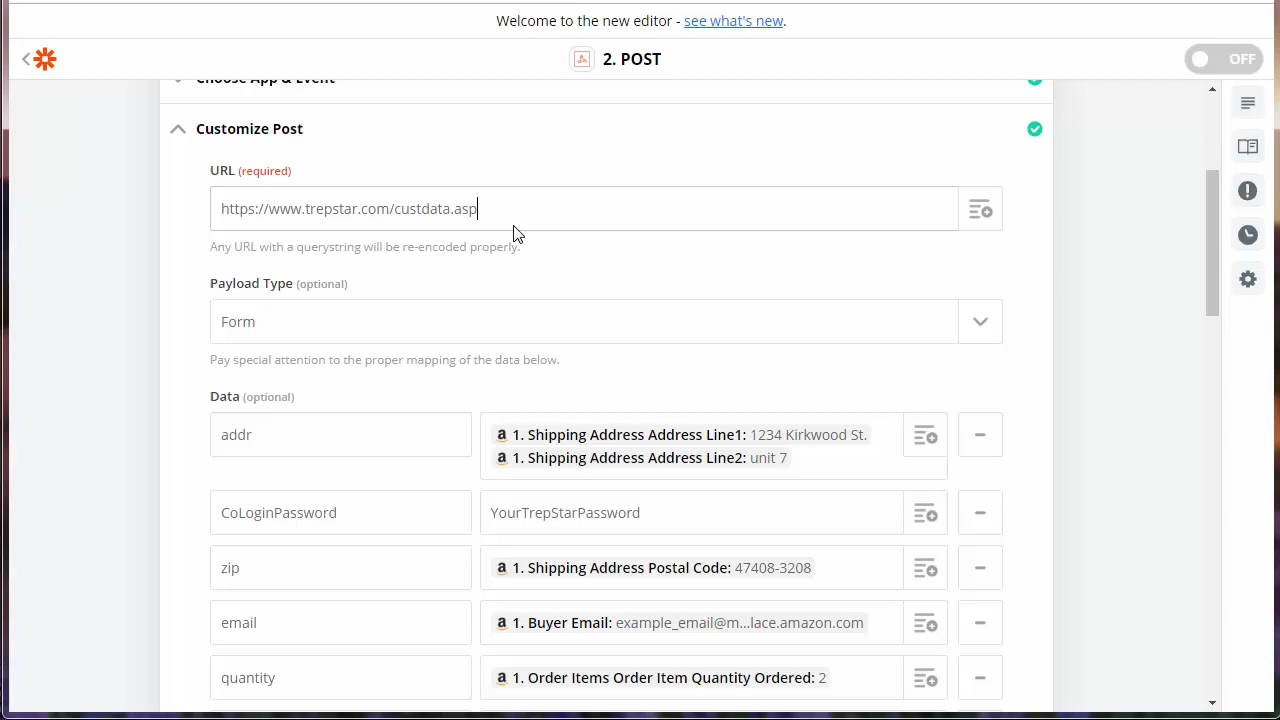 Welcome to the new editor - see what's new.
2. POST
OFF
Choose App & Event
Customize Post
URL (required)
https://www.trepstar.com/custdata.asp
Any URL with a querystring will be re-encoded properly.
Payload Type (optional)
Form
Pay special attention to the proper mapping of the data below.
Data (optional)
addr
a 1. Shipping Address Address Line1: 1234 Kirkwood St.
a 1. Shipping Address Address Line2: unit 7
CoLoginPassword
YourTrepStarPassword
zip
a 1. Shipping Address Postal Code: 47408-3208
email
a 1. Buyer Email: example_email@m...lace.amazon.com
quantity
a 1. Order Items Order Item Quantity Ordered: 2